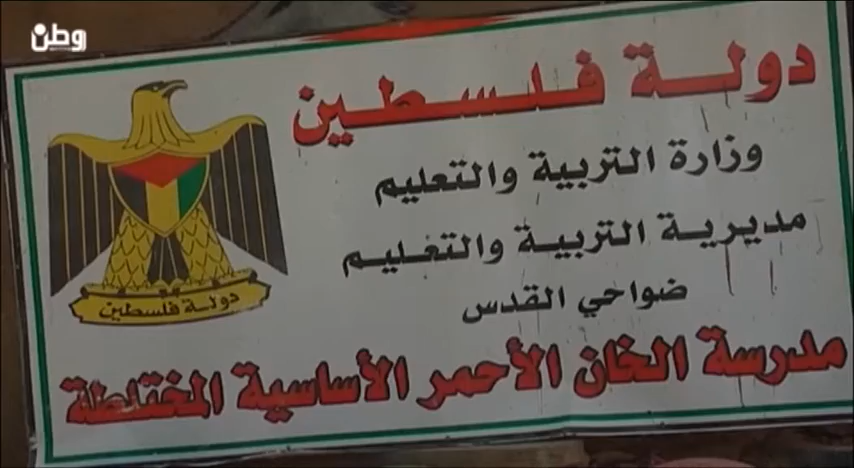 وطن
دولة فلسطين
وزارة التربية والتعليم
مديرية التربية والتعليم
ضواحي القدس
مدرسة الخان الأحمر الأساسية المختلطة
دولة فلسطين